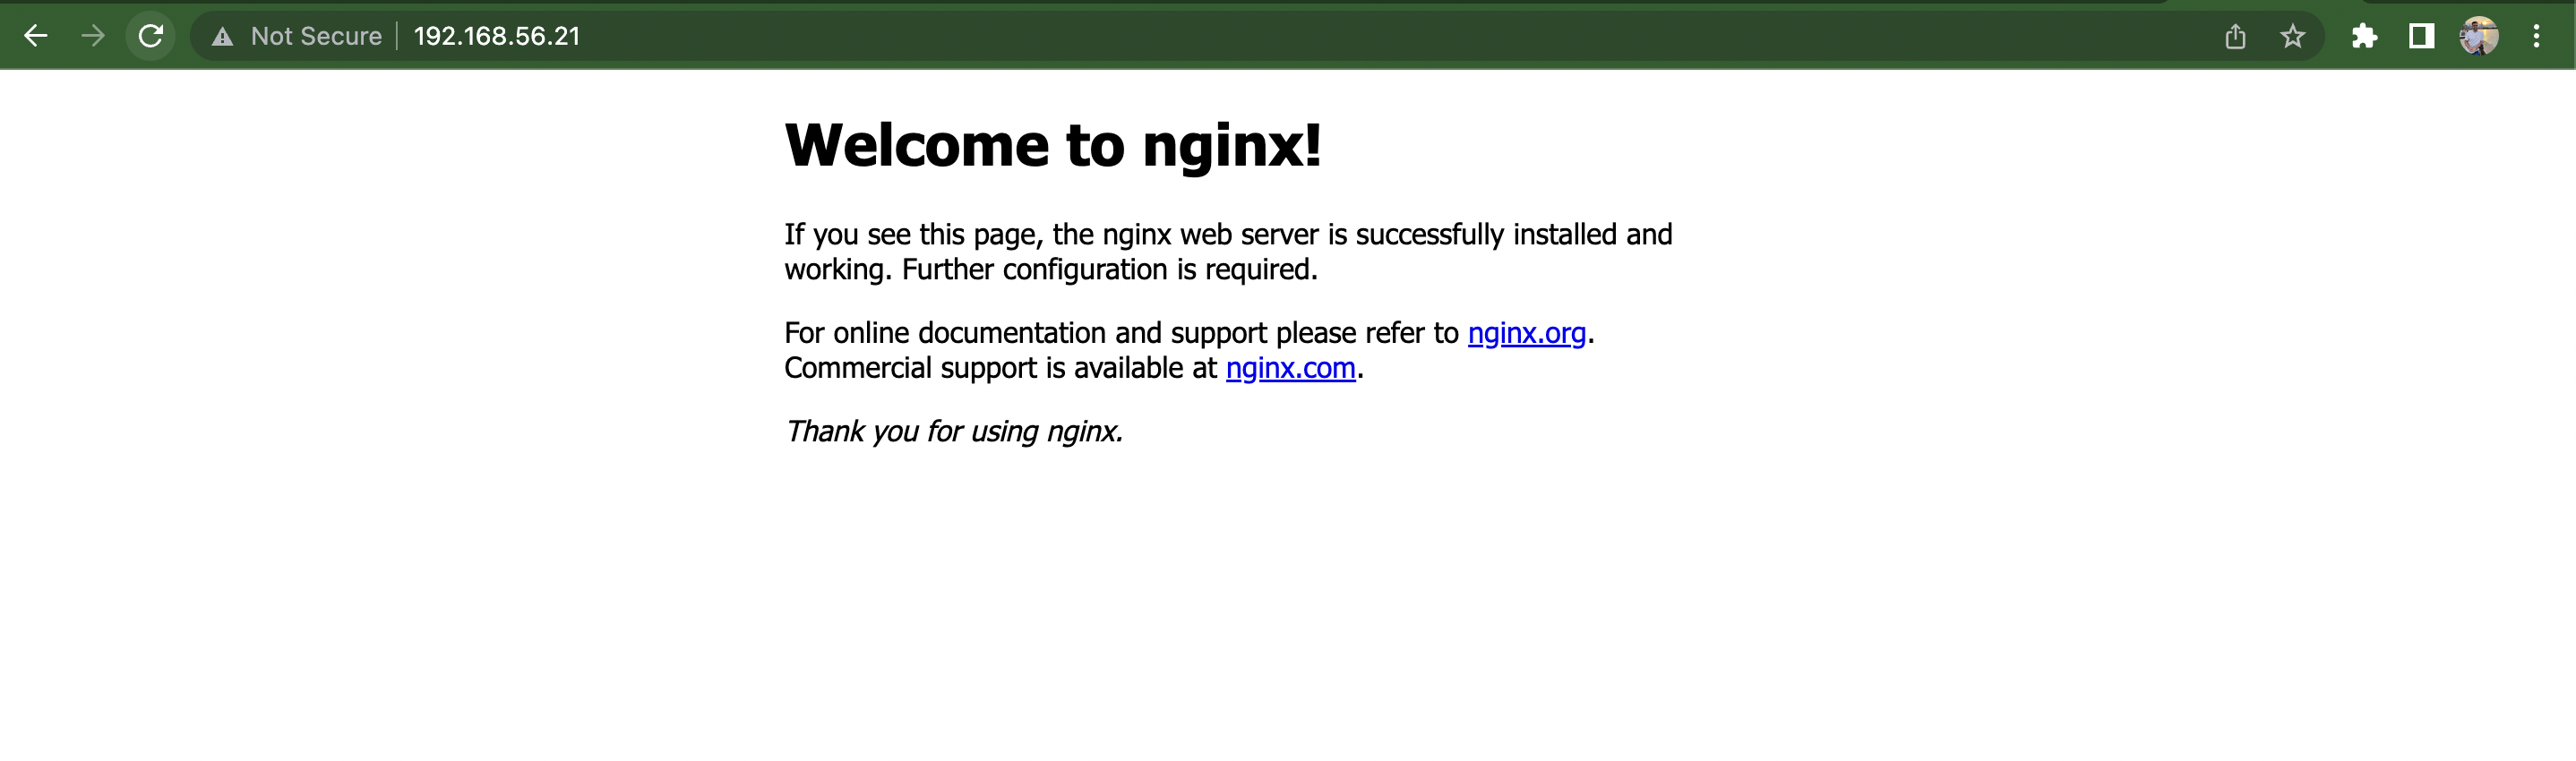 Not Secure 192.168.56.21
Welcome to nginx!
If you see this page, the nginx web server is successfully installed and
working. Further configuration is required.
For online documentation and support please refer to nginx.org.
Commercial support is available at nginx.com.
Thank you for using nginx.